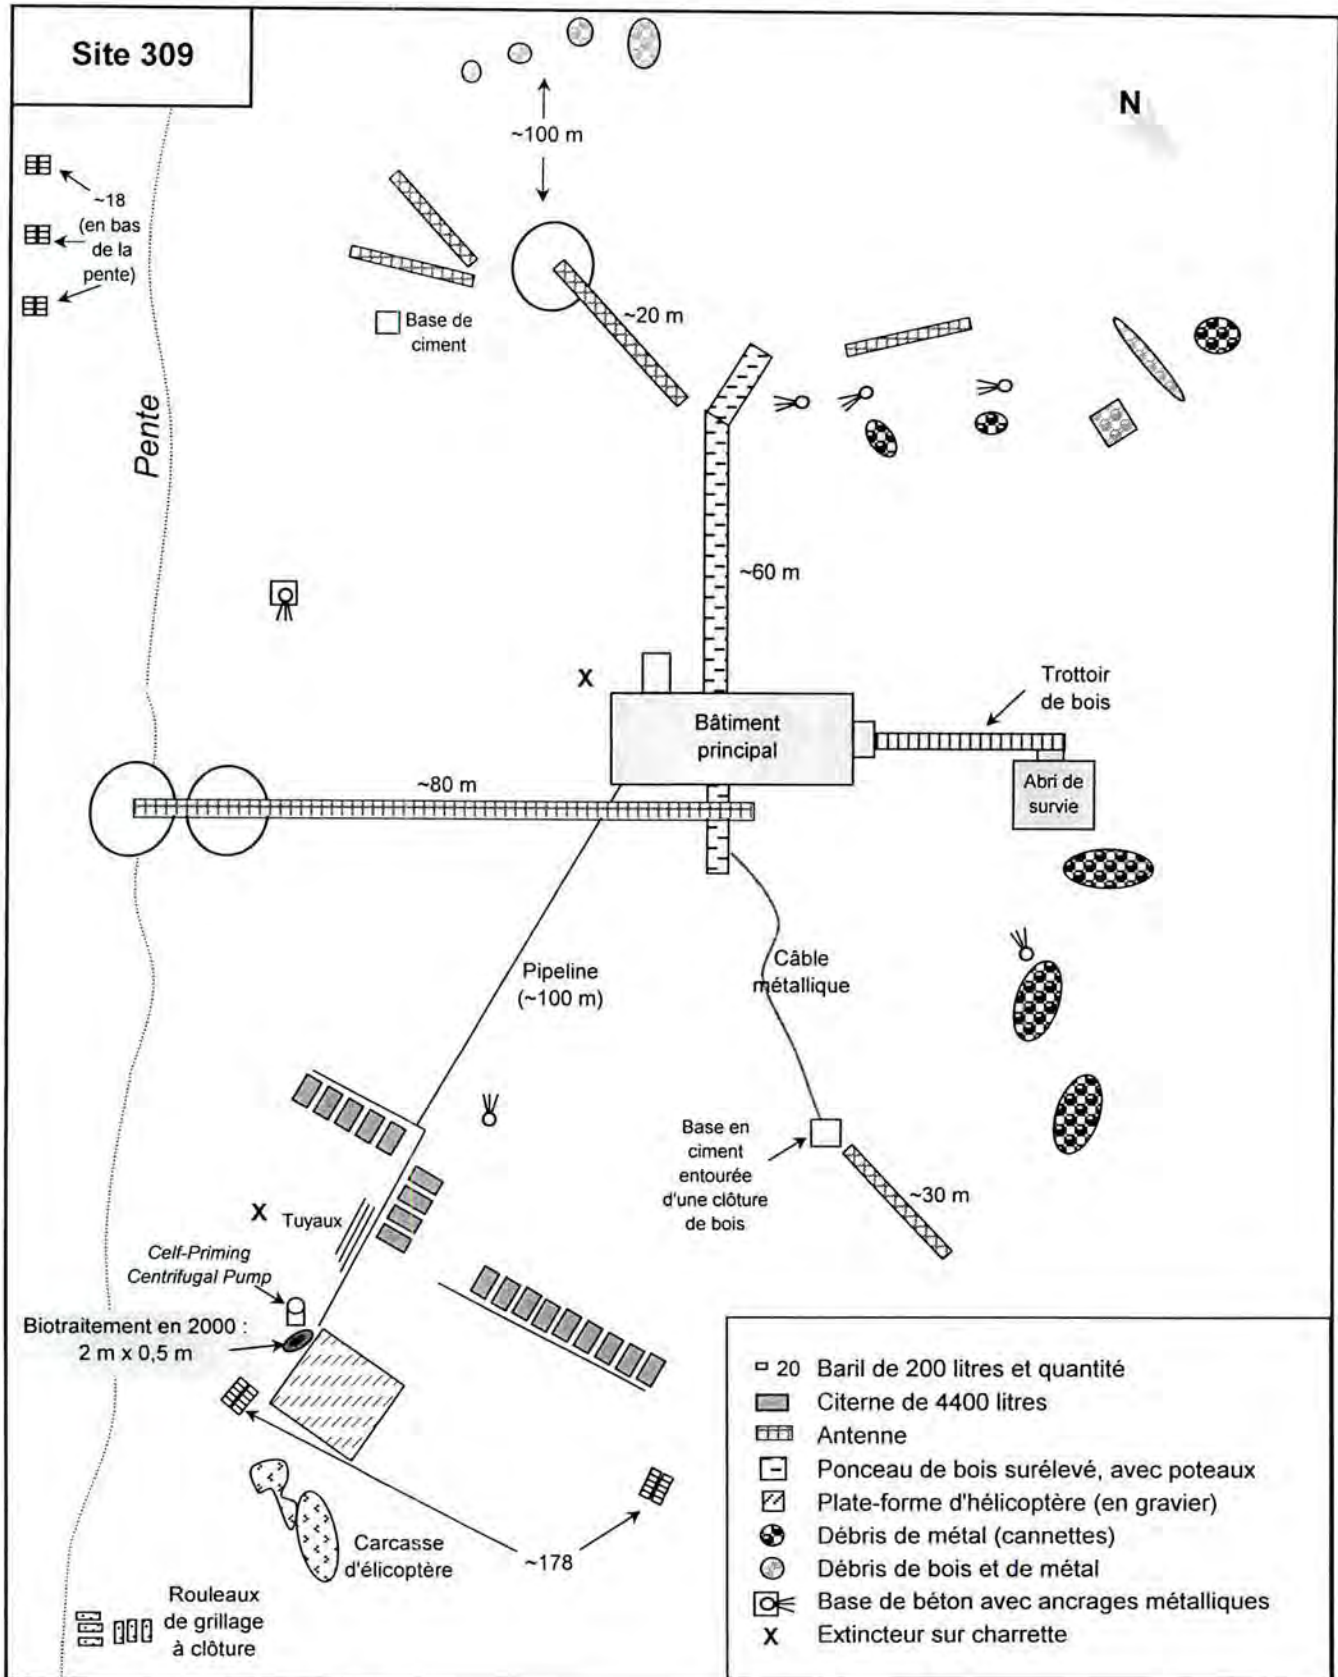 Site 309
N
~100 m
~18
(en bas
de la
pente)
~20 m
Base de
ciment
Pente
~60 m
X
Trottoir
de bois
Bâtiment
principal
Abri de
survie
~80 m
Pipeline
(~100 m)
Câble
métallique
Base en
ciment
entourée
d'une clôture
de bois
~30 m
X
Tuyaux
Celf-Priming
Centrifugal Pump
Biotraitement en 2000 :
2 m x 0,5 m
Carcasse
d'élicoptère
~178
Rouleaux
de grillage
à clôture
20 Baril de 200 litres et quantité
Citerne de 4400 litres
Antenne
Ponceau de bois surélevé, avec poteaux
Plate-forme d'hélicoptère (en gravier)
Débris de métal (cannettes)
Débris de bois et de métal
Base de béton avec ancrages métalliques
X Extincteur sur charrette